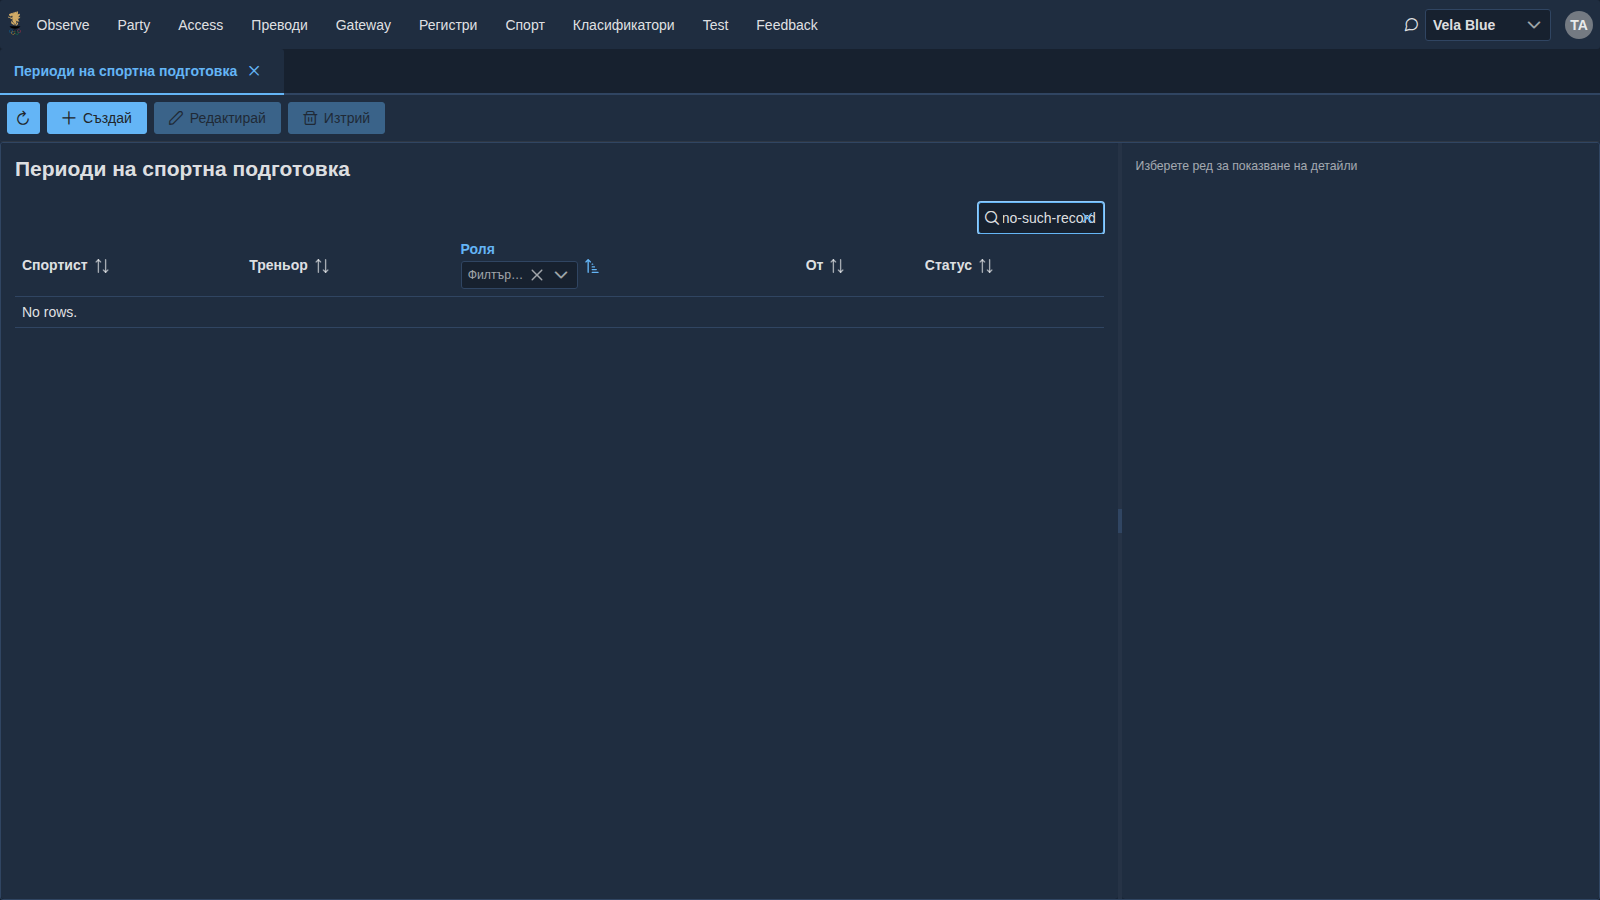 Observe Party Access Преводи Gateway Регистри Спорт Класификатори Test Feedback Vela Blue TA
Периоди на спортна подготовка
Създай Редактирай Изтрий
Периоди на спортна подготовка
Изберете ред за показване на детайли
no-such-record
Спортист Треньор Роля От Статус
Филтър...
No rows.